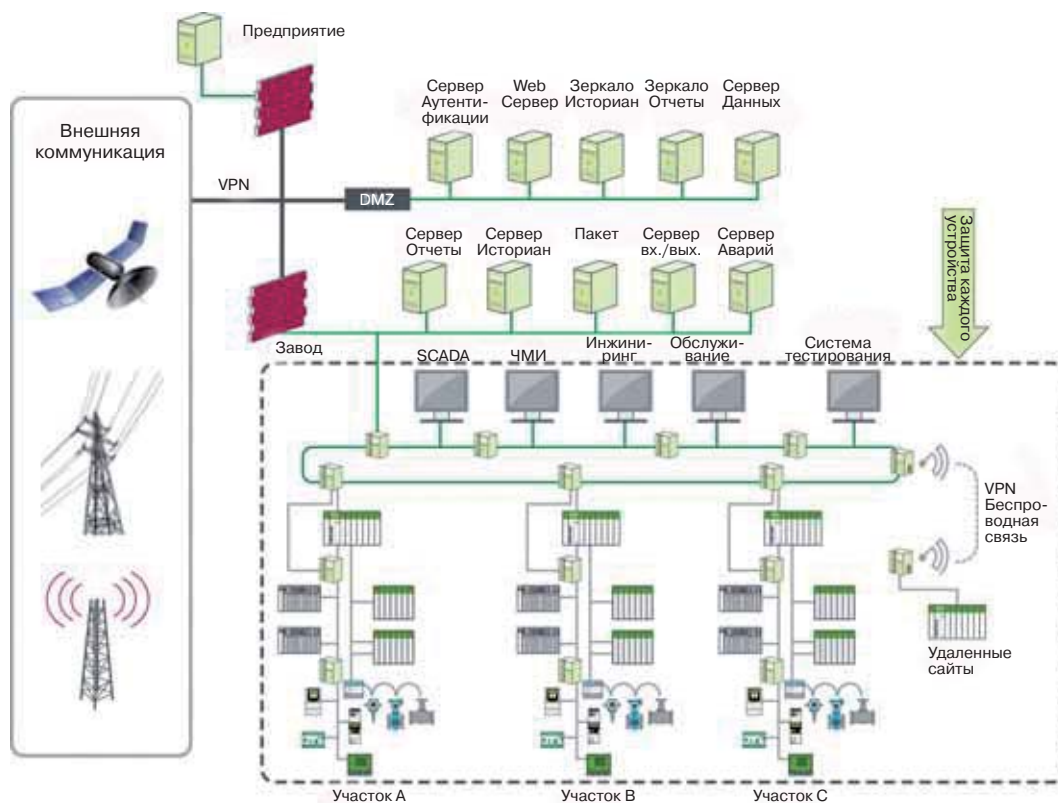 Предприятие
Внешняя
коммуникация
VPN
DMZ
Сервер
Аутенти-
фикации
Web
Сервер
Зеркало
Историан
Зеркало
Отчеты
Сервер
Данных
Сервер
Отчеты
Сервер
Историан
Пакет
Сервер
вх./вых.
Сервер
Аварий
Защита каждого
устройства
Завод
SCADA
ЧМИ
Инжини-
ринг
Обслужи-
вание
Система
тестирования
VPN
Беспро-
водная
связь
Удаленные
сайты
Участок А
Участок В
Участок С